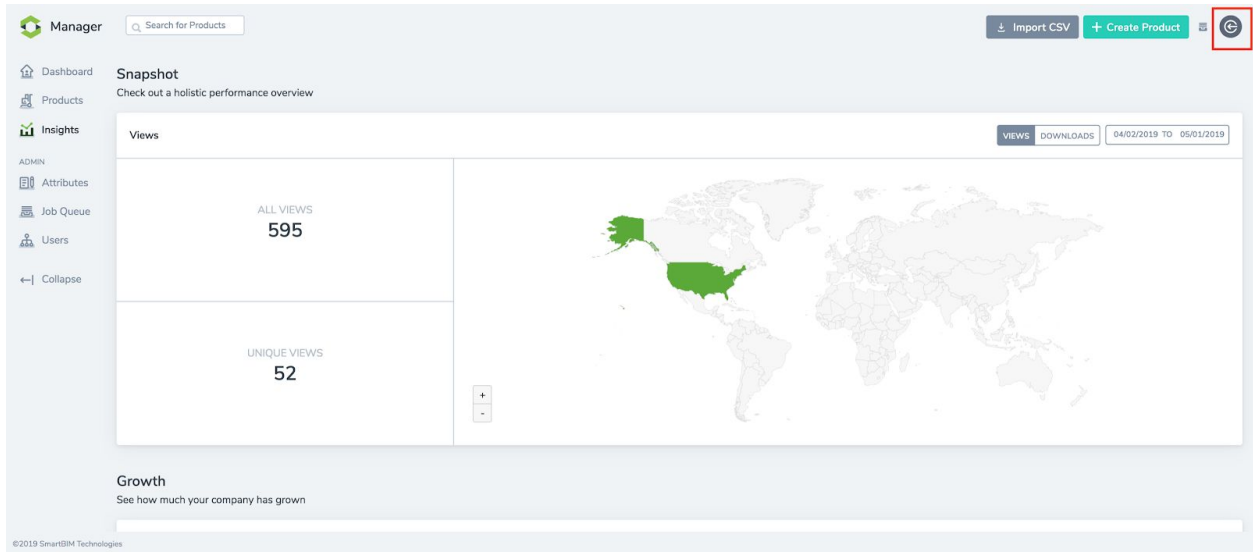 Manager
Search for Products
Import CSV
+ Create Product
Dashboard
Products
Insights
ADMIN
Attributes
Job Queue
Users
Collapse
Snapshot
Check out a holistic performance overview
Views
VIEWS DOWNLOADS 04/02/2019 TO 05/01/2019
ALL VIEWS
595
UNIQUE VIEWS
52
+
-
Growth
See how much your company has grown
©2019 SmartBIM Technologies